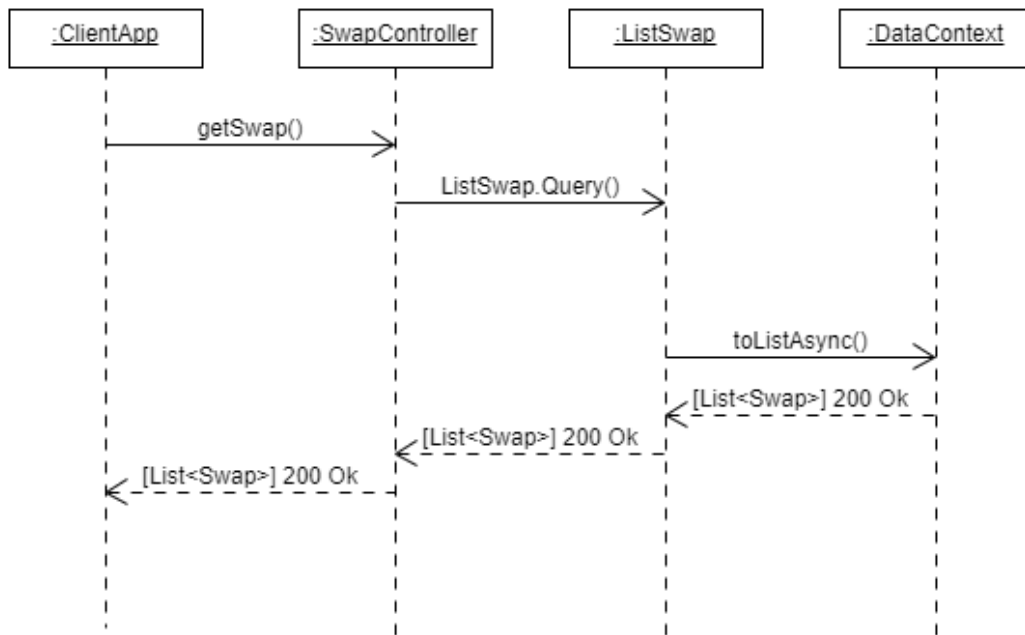 :ClientApp
:SwapController
:ListSwap
:DataContext
getSwap()
ListSwap.Query()
toListAsync()
[List<Swap>] 200 Ok
[List<Swap>] 200 Ok
[List<Swap>] 200 Ok